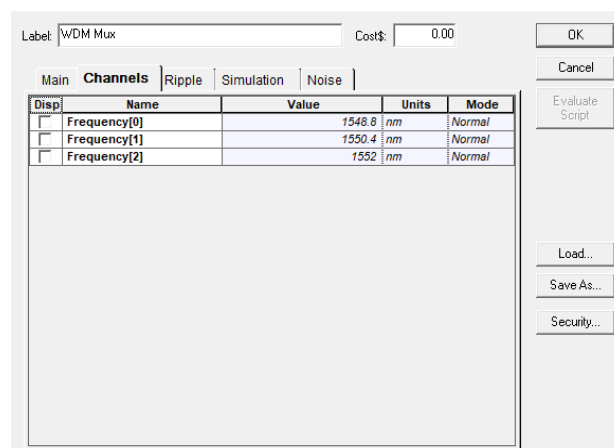 Label: WDM Mux Cost$: 0.00 OK
Cancel
Main Channels Ripple Simulation Noise
Disp Name Value Units Mode Evaluate Script
Frequency[0] 1548.8 nm Normal
Frequency[1] 1550.4 nm Normal
Frequency[2] 1552 nm Normal
Load...
Save As...
Security...